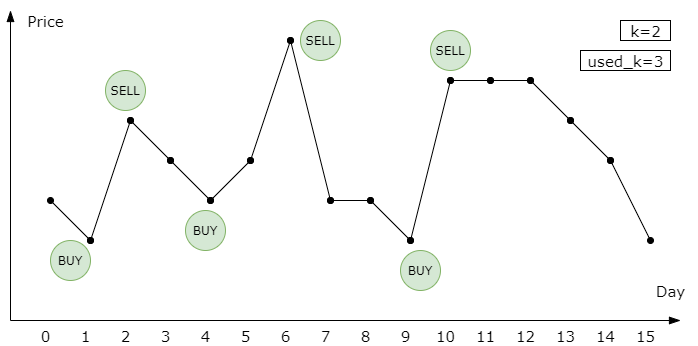 Price
k=2
SELL
SELL
used_k=3
SELL
BUY
BUY
BUY
Day
0 1 2 3 4 5 6 7 8 9 10 11 12 13 14 15